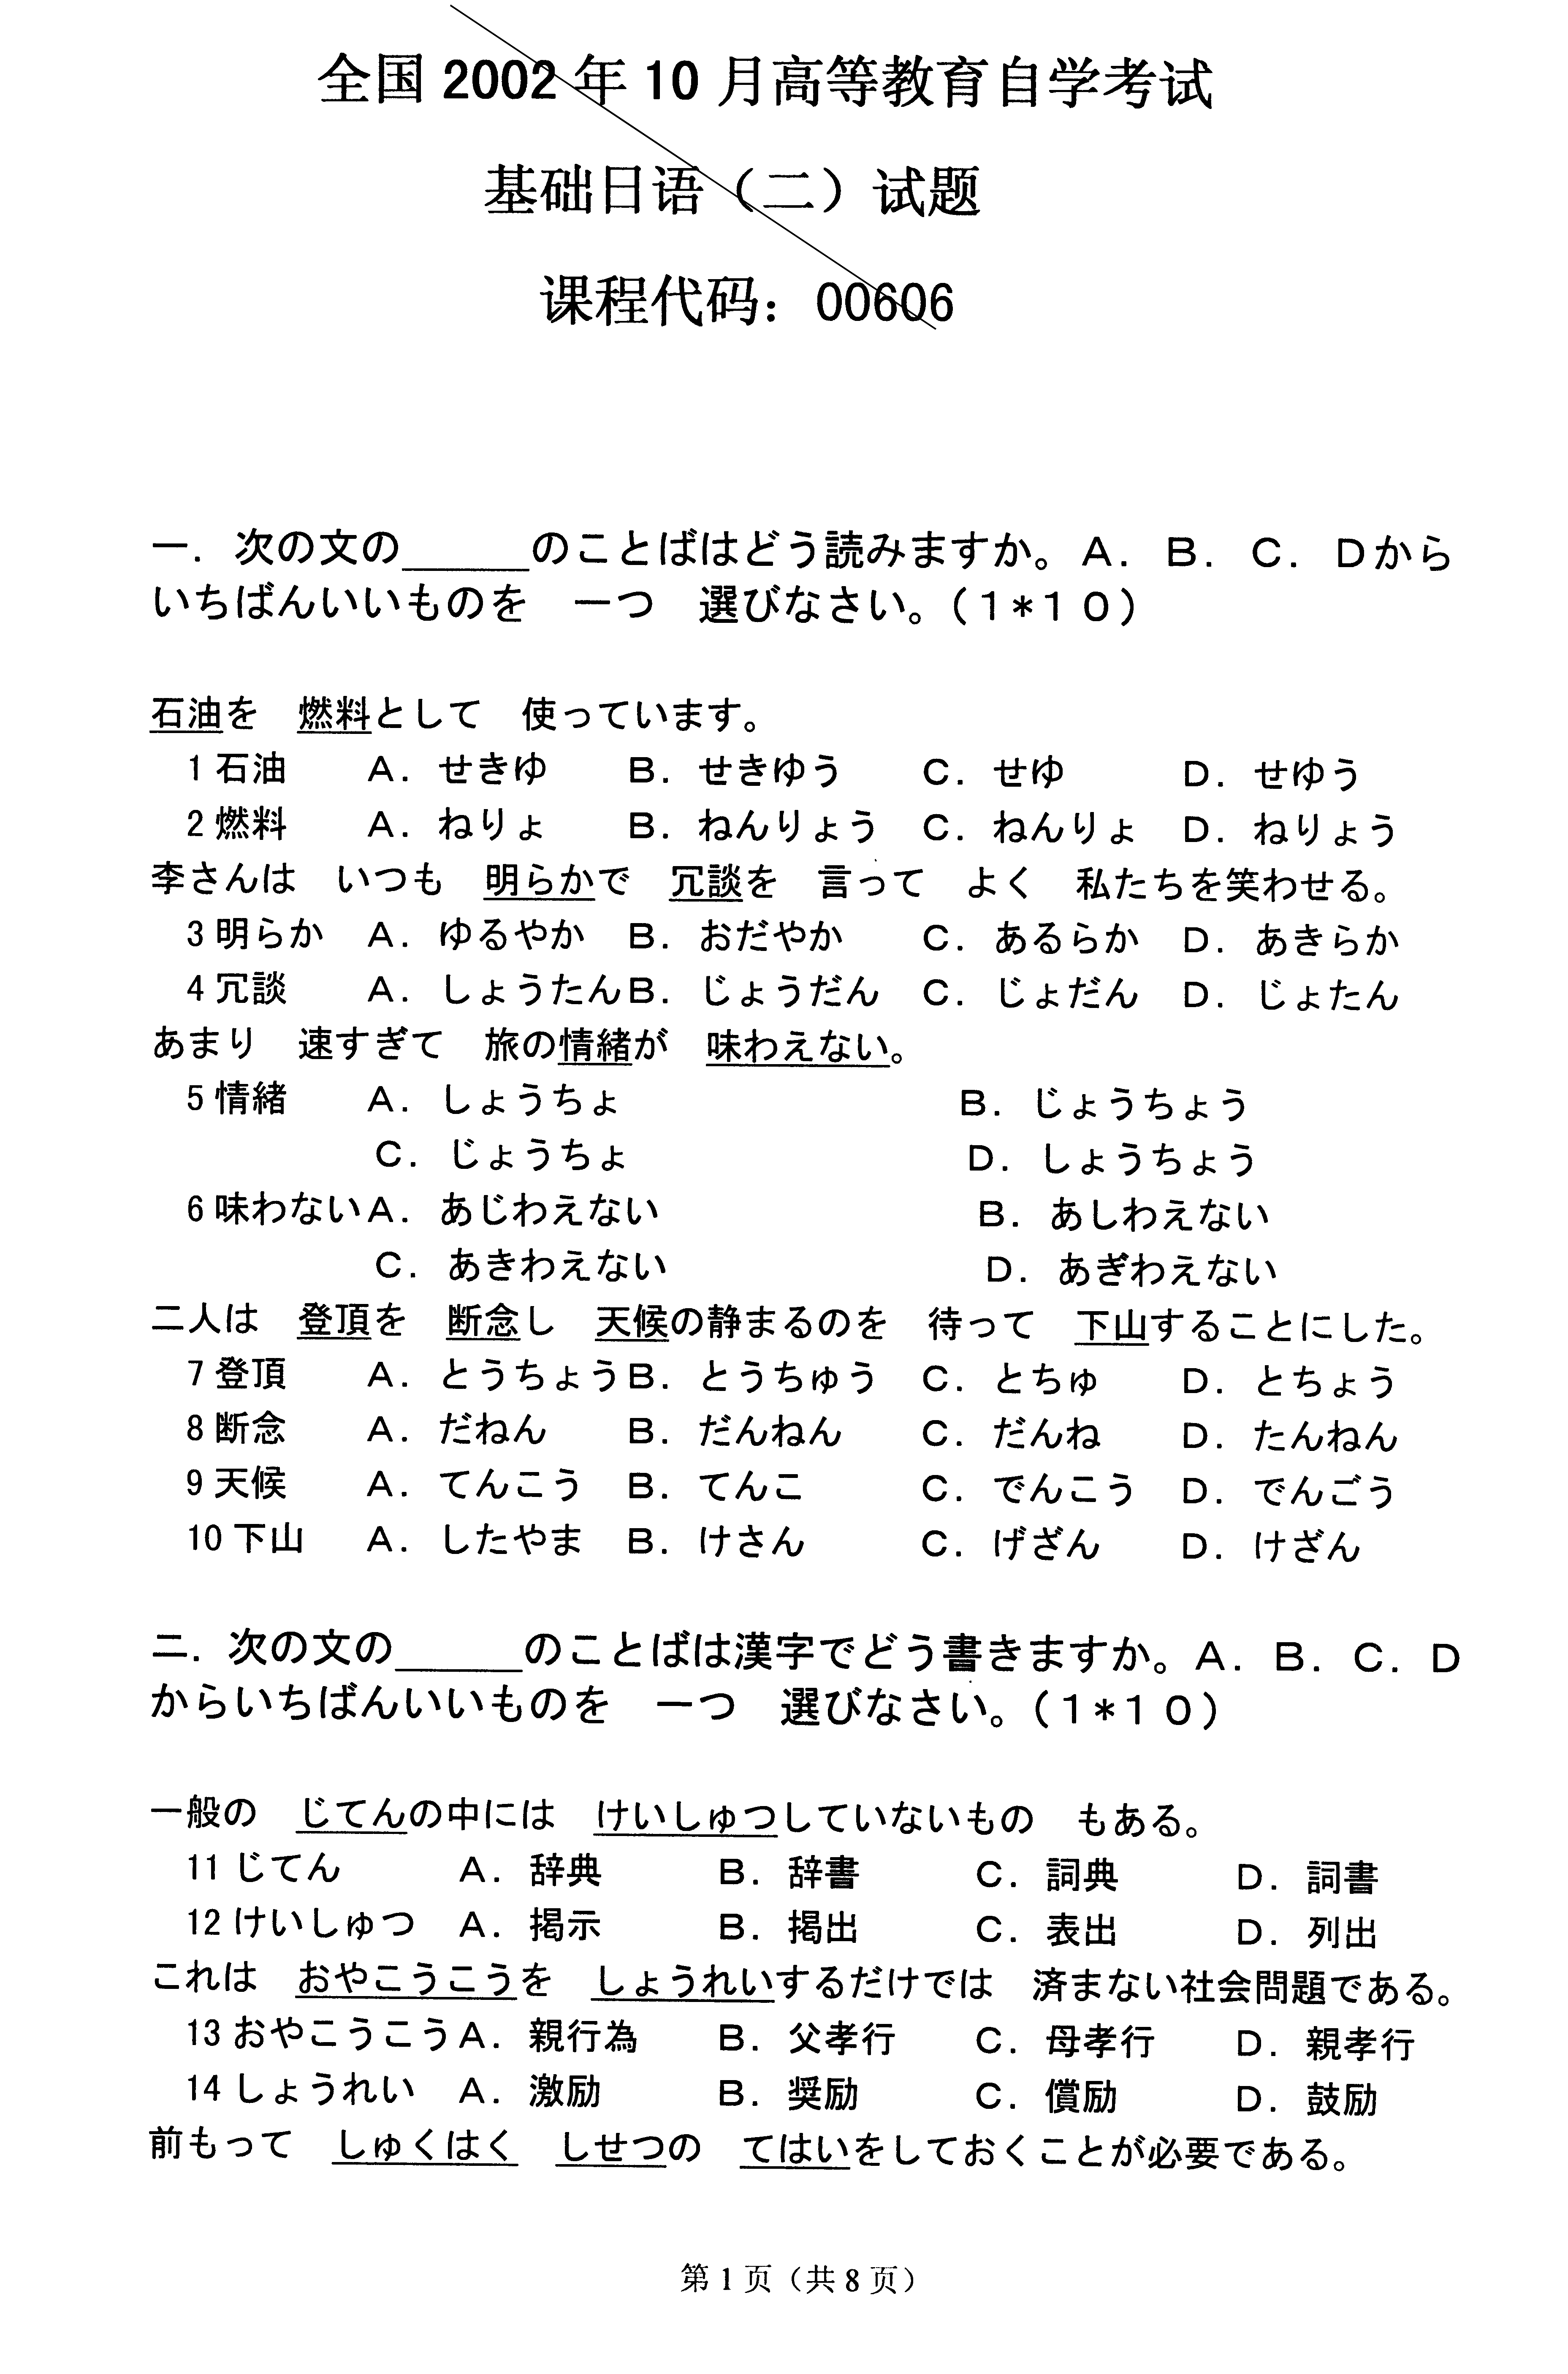 全国 2002 年 10 月高等教育自学考试
基础日语（二）试题
课程代码：00606
一．次の文の______のことばはどう読みますか。A．B．C．Dから
いちばんいいものを　一つ　選びなさい。（1*10）
石油を　燃料として　使っています。
1 石油　A．せきゆ　B．せきゆう　C．せゆ　D．せゆう
2 燃料　A．ねりょ　B．ねんりょう　C．ねんりょ　D．ねりょう
李さんは　いつも　明らかで　冗談を　言って　よく　私たちを笑わせる。
3 明らか　A．ゆるやか　B．おだやか　C．あるらか　D．あきらか
4 冗談　A．しょうたん B．じょうだん　C．じょだん　D．じょたん
あまり　速すぎて　旅の情緒が　味わえない。
5 情緒　A．しょうちょ　B．じょうちょう
C．じょうちょ　D．しょうちょう
6 味わない A．あじわえない　B．あしわえない
C．あきわえない　D．あぎわえない
二人は　登頂を　断念し　天候の静まるのを　待って　下山することにした。
7 登頂　A．とうちょう B．とうちゅう　C．とちゅ　D．とちょう
8 断念　A．だねん　B．だんねん　C．だんね　D．たんねん
9 天候　A．てんこう　B．てんこ　C．でんこう　D．でんごう
10 下山　A．したやま　B．けさん　C．げざん　D．けざん
二．次の文の______のことばは漢字でどう書きますか。A．B．C．D
からいちばんいいものを　一つ　選びなさい。（1*10）
一般の　じてんの中には　けいしゅつしていないもの　もある。
11 じてん　A．辞典　B．辞書　C．詞典　D．詞書
12 けいしゅつ　A．掲示　B．掲出　C．表出　D．列出
これは　おやこうこうを　しょうれいするだけでは　済まない社会問題である。
13 おやこうこう A．親行為　B．父孝行　C．母孝行　D．親孝行
14 しょうれい　A．激励　B．奨励　C．償励　D．鼓励
前もって　しゅくはく　しせつの　てはいをしておくことが必要である。
第 1 页（共 8 页）